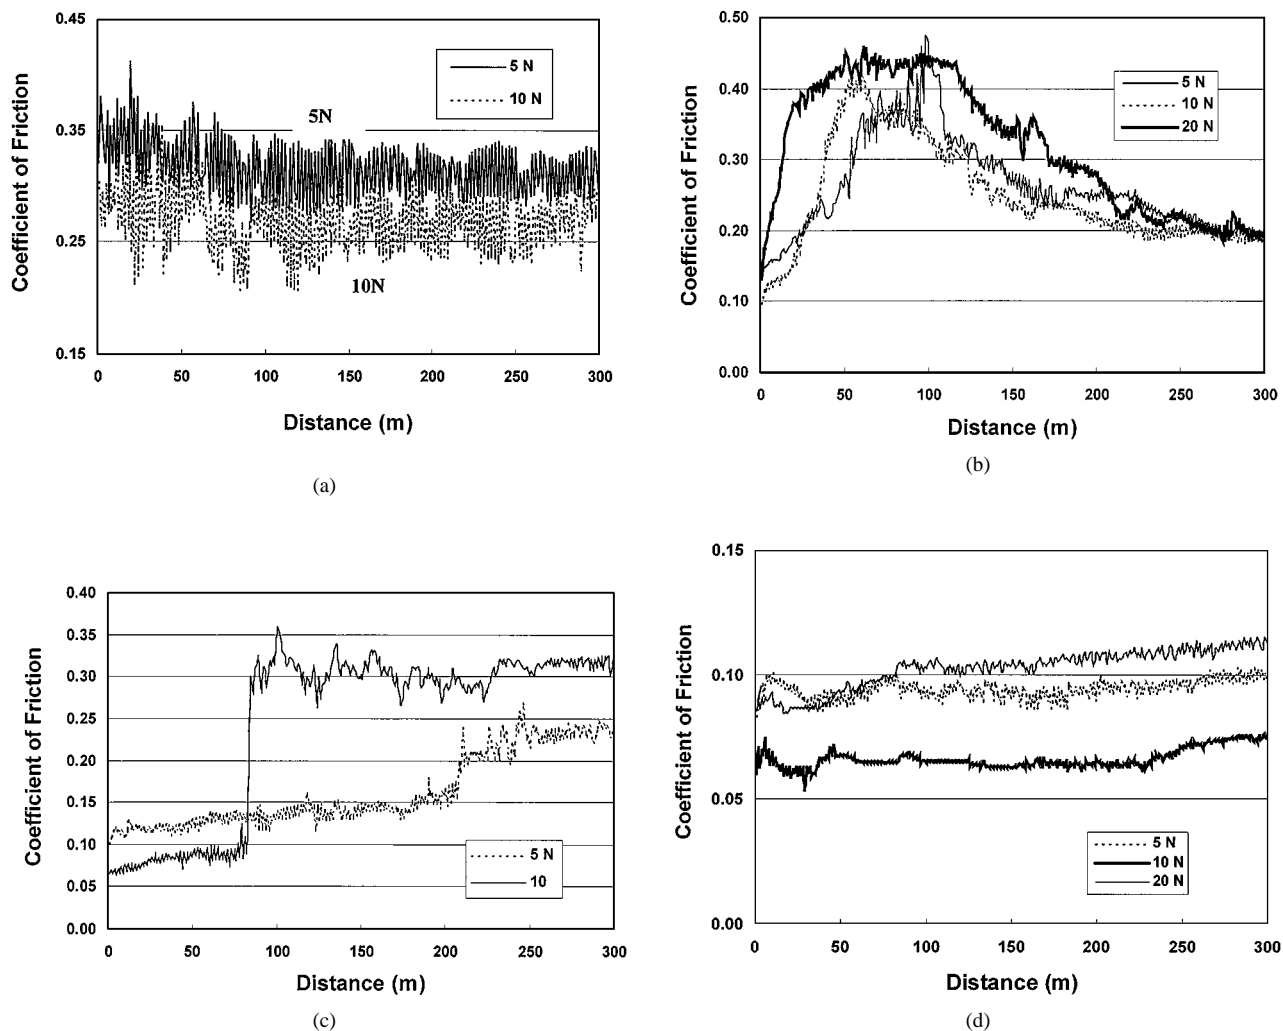 0.45
0.35
0.25
0.15
Coefficient of Friction
5 N
10 N
5N
10N
0 50 100 150 200 250 300
Distance (m)
(a)
0.50
0.40
0.30
0.20
0.10
0.00
Coefficient of Friction
5 N
10 N
20 N
0 50 100 150 200 250 300
Distance (m)
(b)
0.40
0.35
0.30
0.25
0.20
0.15
0.10
0.05
0.00
Coefficient of Friction
5 N
10
0 50 100 150 200 250 300
Distance (m)
(c)
0.15
0.10
0.05
0.00
Coefficient of Friction
5 N
10 N
20 N
0 50 100 150 200 250 300
Distance (m)
(d)